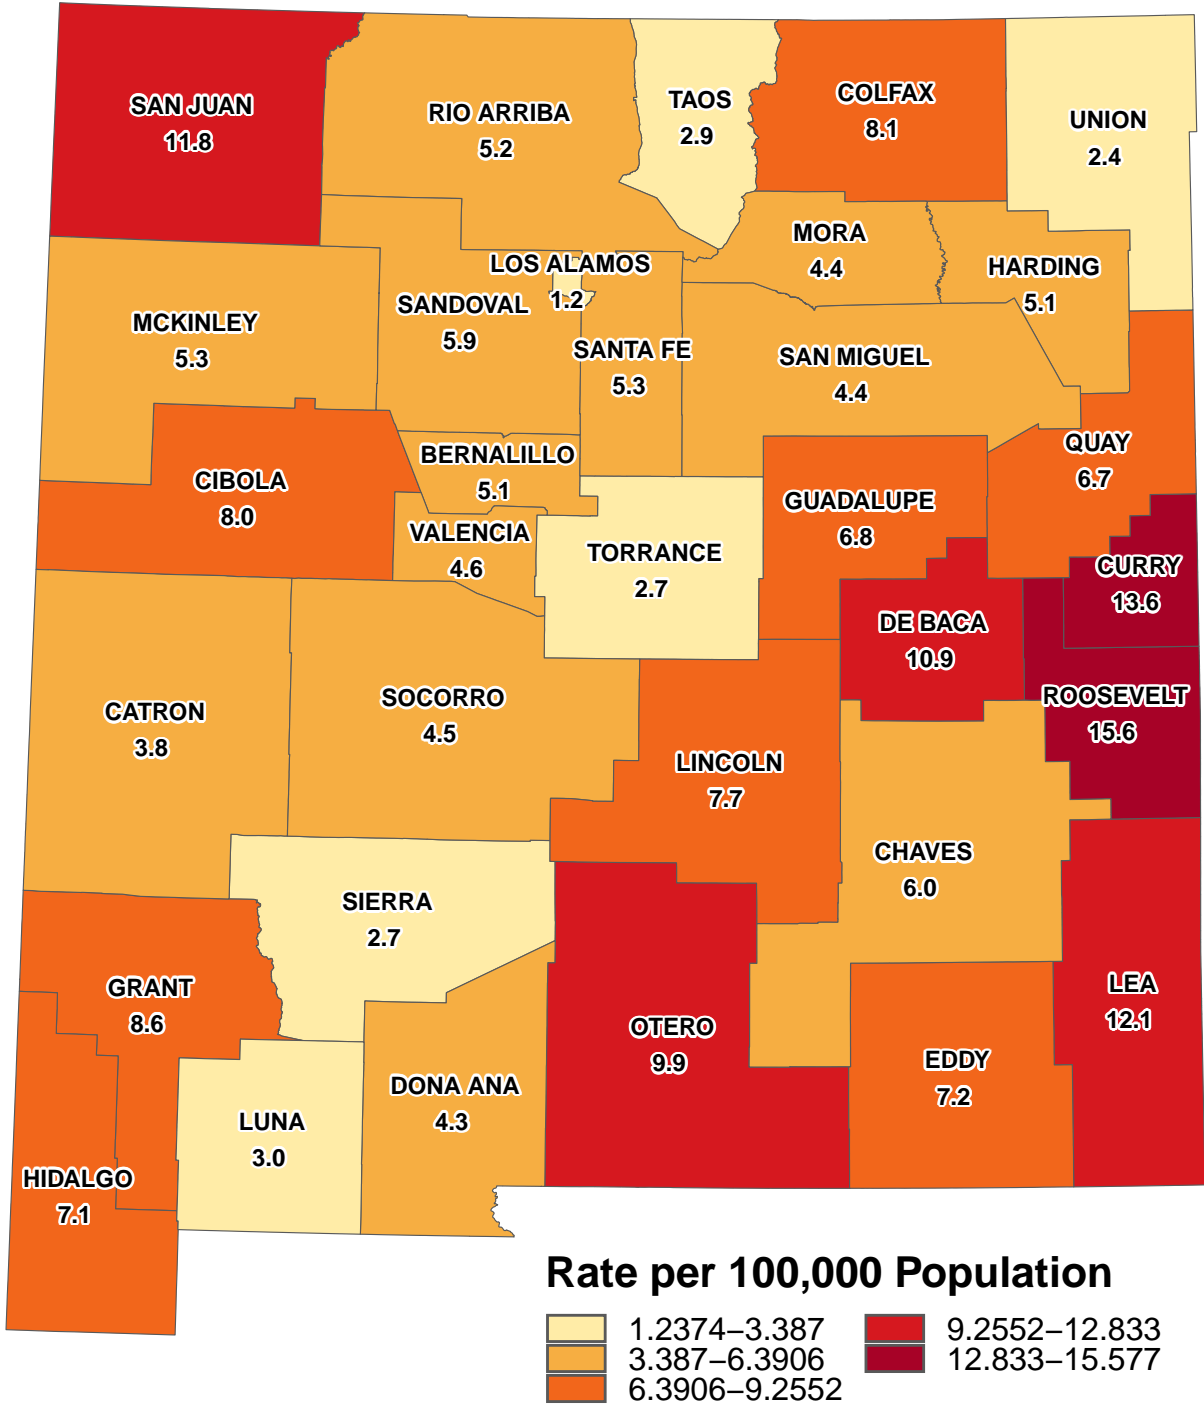 SAN JUAN
11.8
RIO ARRIBA
5.2
TAOS
2.9
COLFAX
8.1
UNION
2.4
MORA
4.4
HARDING
5.1
LOS ALAMOS
1.2
SANDOVAL
5.9
MCKINLEY
5.3
SANTA FE
5.3
SAN MIGUEL
4.4
QUAY
6.7
BERNALILLO
5.1
CIBOLA
8.0
GUADALUPE
6.8
VALENCIA
4.6
TORRANCE
2.7
CURRY
13.6
DE BACA
10.9
ROOSEVELT
15.6
CATRON
3.8
SOCORRO
4.5
LINCOLN
7.7
CHAVES
6.0
SIERRA
2.7
GRANT
8.6
LEA
12.1
OTERO
9.9
EDDY
7.2
DONA ANA
4.3
LUNA
3.0
HIDALGO
7.1
Rate per 100,000 Population
1.2374–3.387
3.387–6.3906
6.3906–9.2552
9.2552–12.833
12.833–15.577